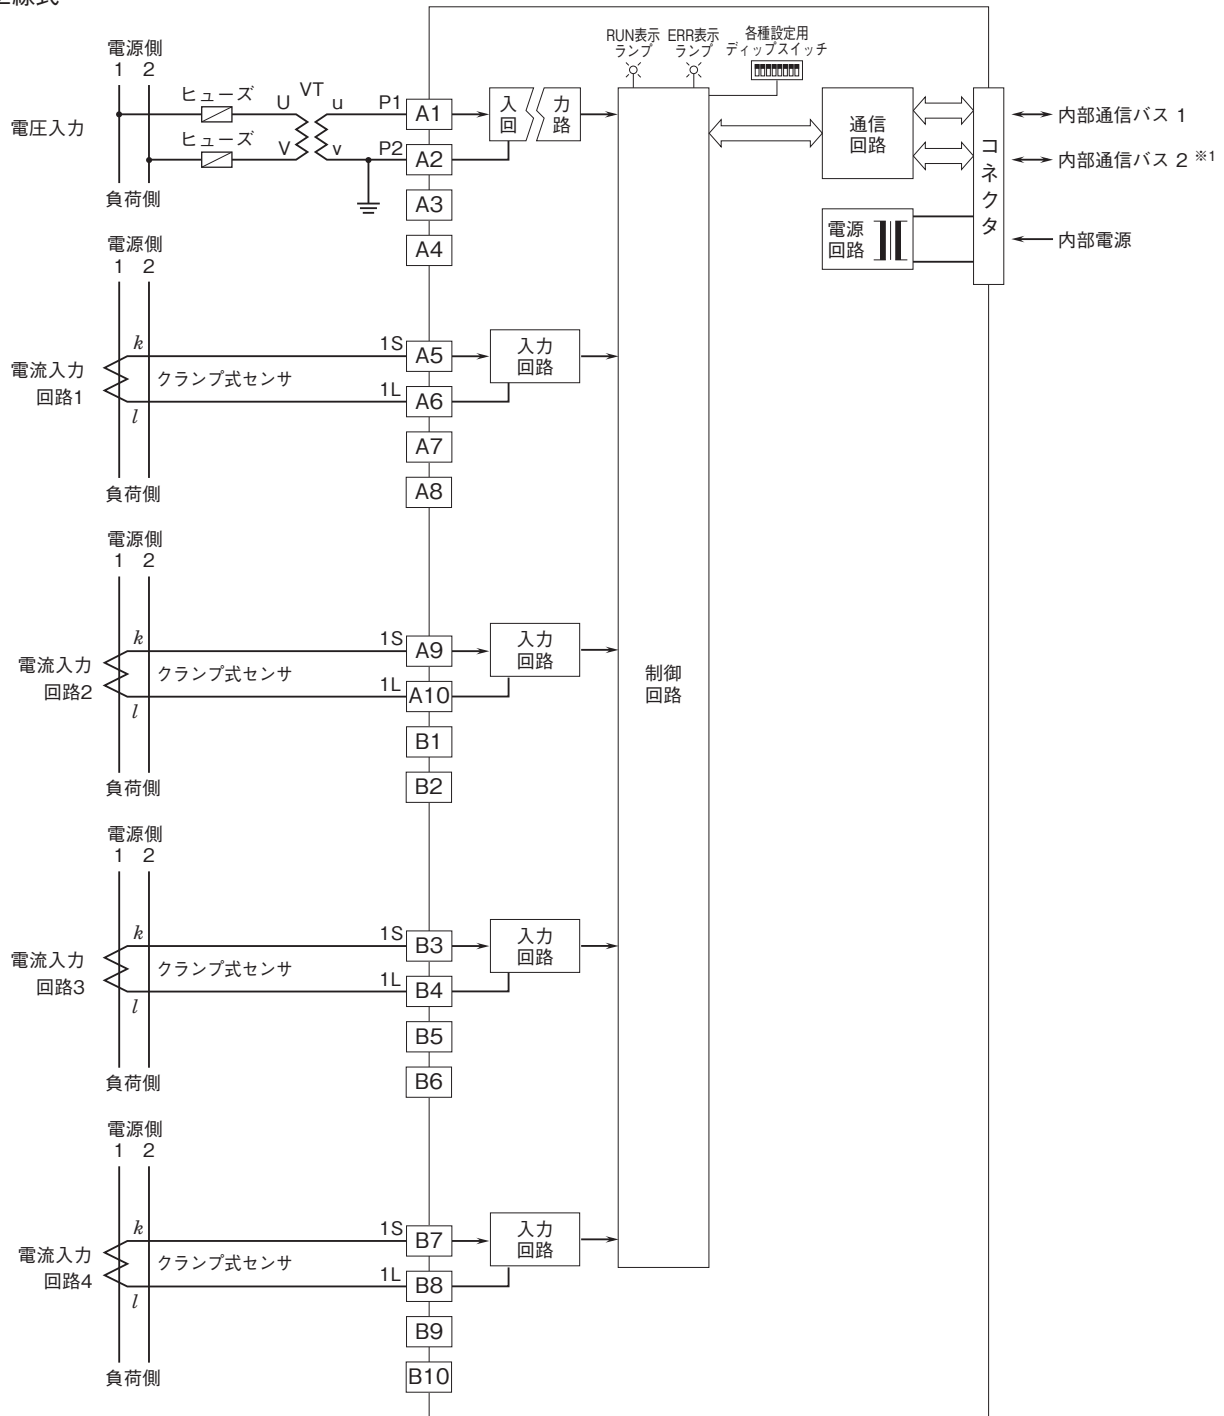 RUN表示
ランプ
ERR表示
ランプ
各種設定用
ディップスイッチ
電源側
1 2
電圧入力
ヒューズ
ヒューズ
U
V
VT
u
v
P1
P2
A1
A2
A3
A4
負荷側
入力
回路
制御
回路
通信
回路
電源
回路
コネクタ
内部通信バス 1
内部通信バス 2 ※1
内部電源
電源側
1 2
電流入力
回路1
k
l
クランプ式センサ
1S
1L
A5
A6
A7
A8
入力
回路
負荷側
電源側
1 2
電流入力
回路2
k
l
クランプ式センサ
1S
1L
A9
A10
B1
B2
入力
回路
負荷側
電源側
1 2
電流入力
回路3
k
l
クランプ式センサ
1S
1L
B3
B4
B5
B6
入力
回路
負荷側
電源側
1 2
電流入力
回路4
k
l
クランプ式センサ
1S
1L
B7
B8
B9
B10
入力
回路
負荷側